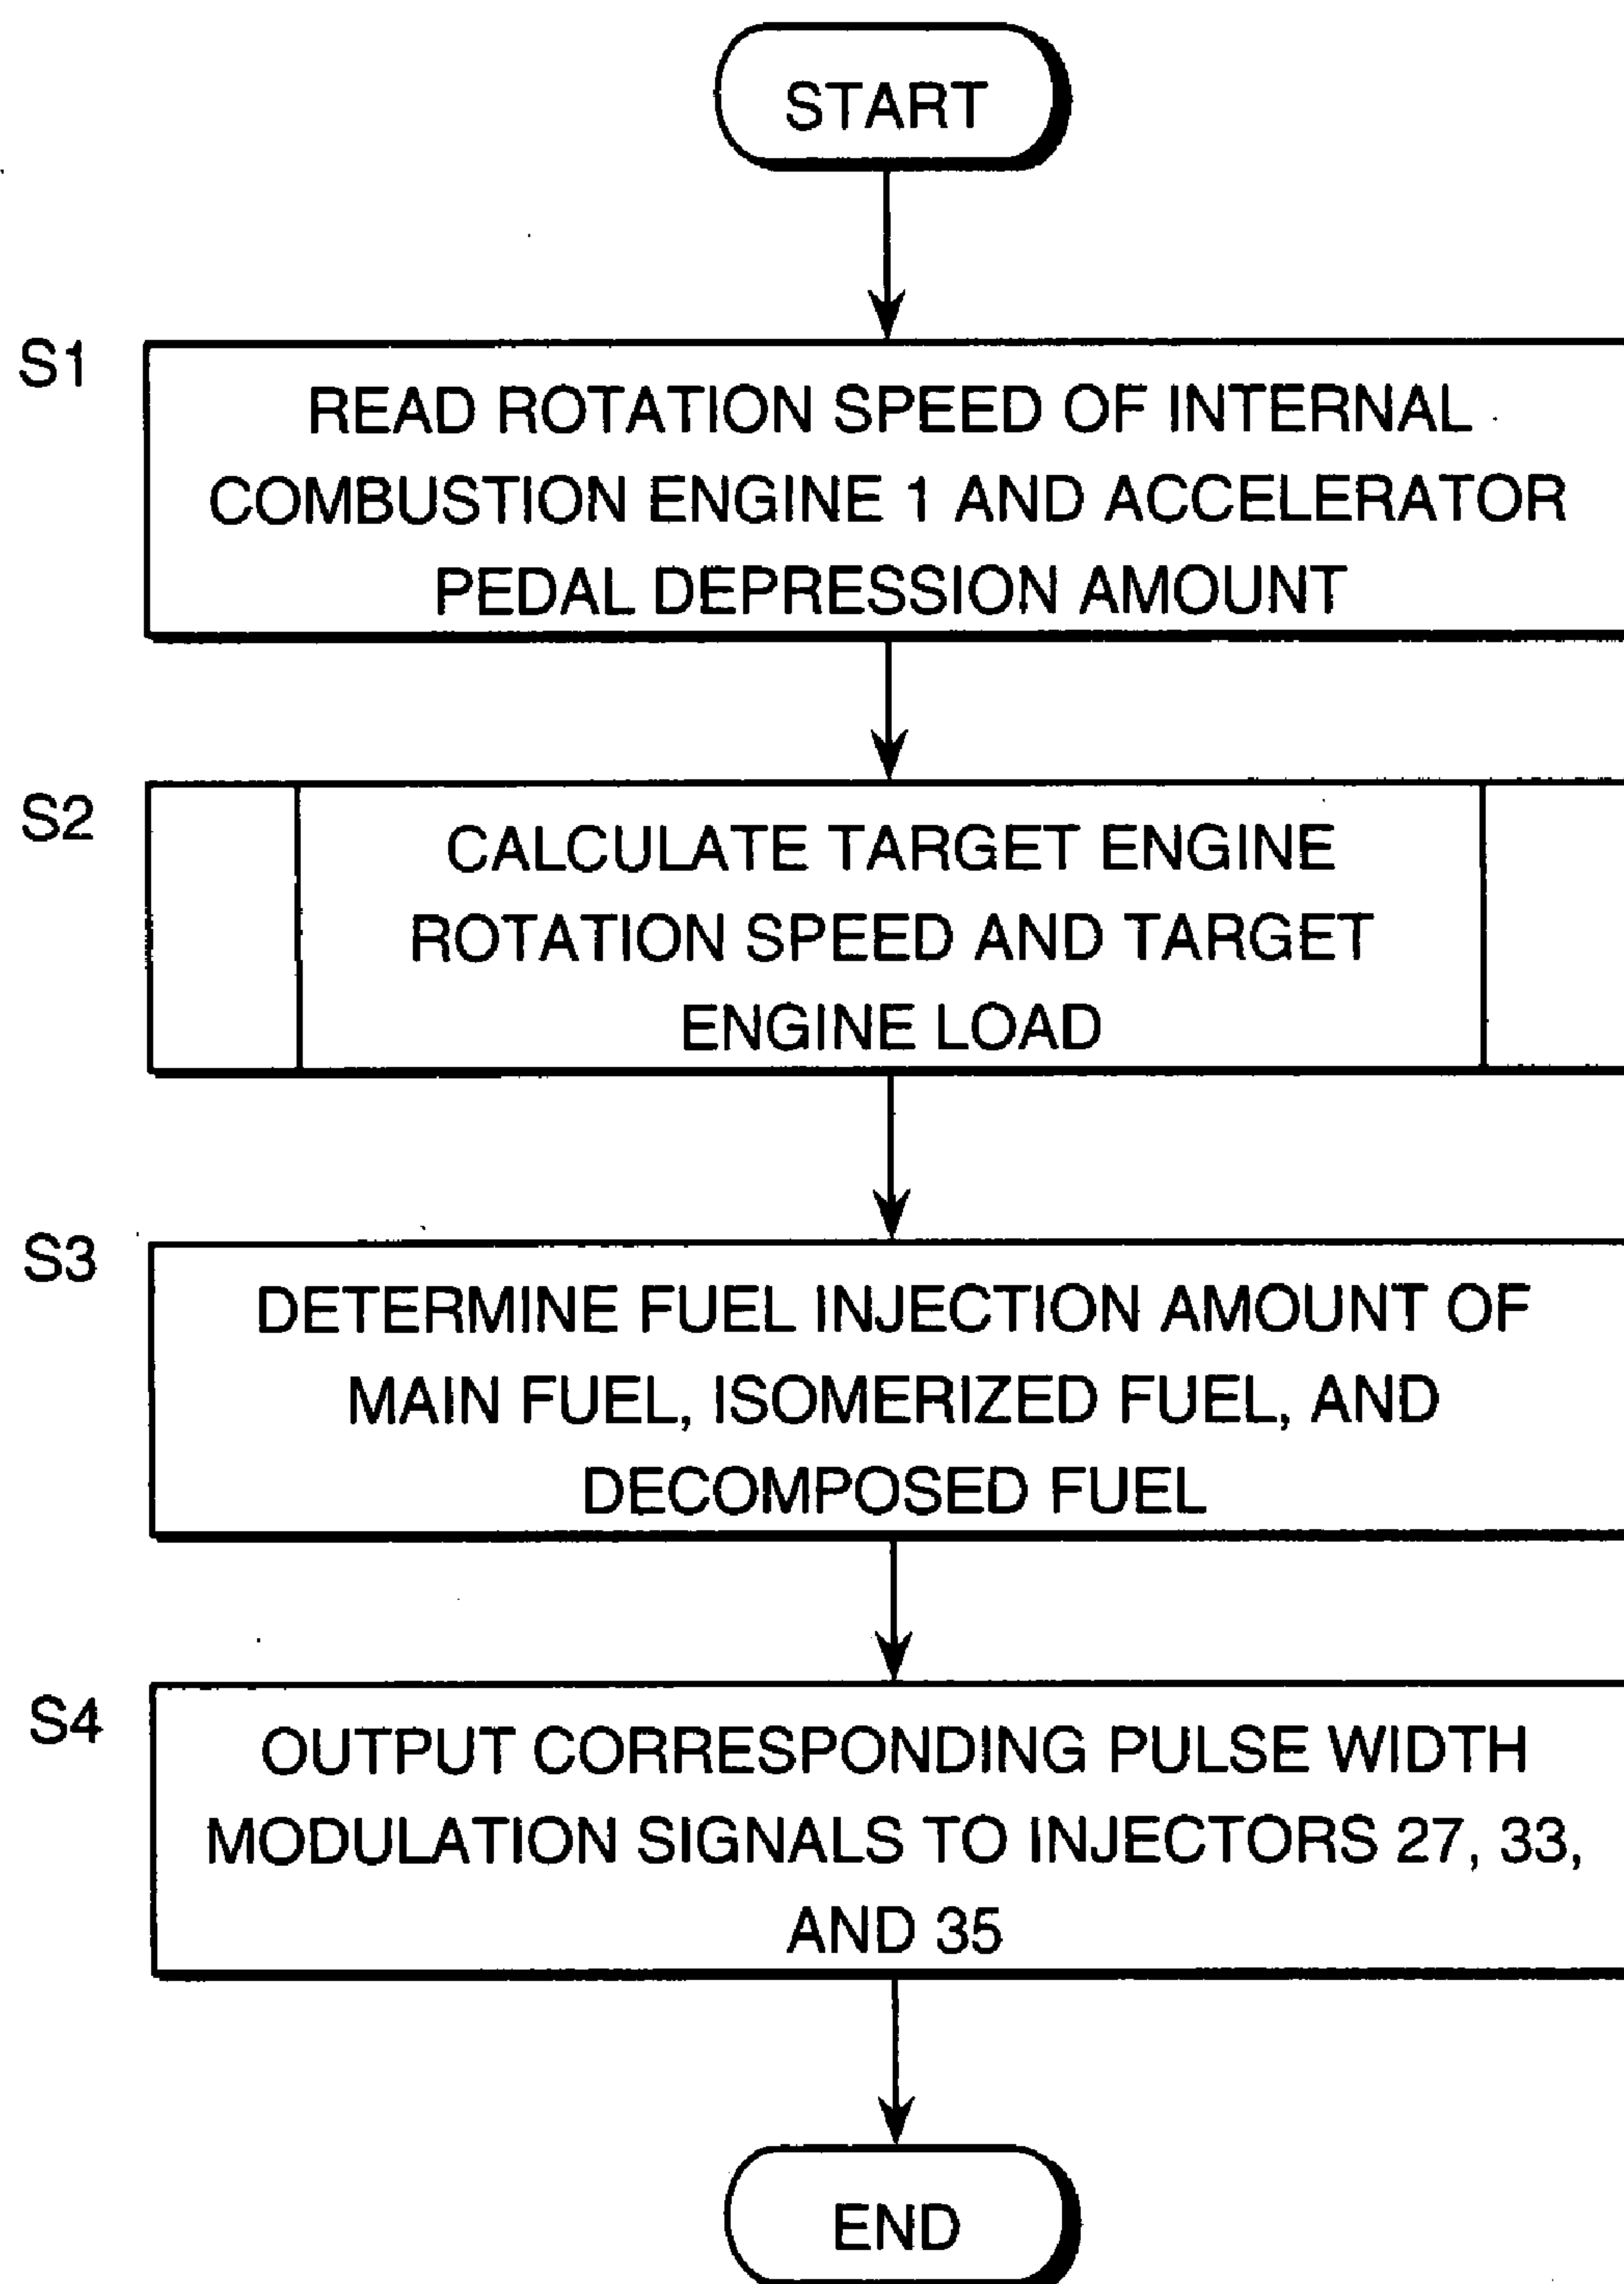 START
S1
READ ROTATION SPEED OF INTERNAL
COMBUSTION ENGINE 1 AND ACCELERATOR
PEDAL DEPRESSION AMOUNT
S2
CALCULATE TARGET ENGINE
ROTATION SPEED AND TARGET
ENGINE LOAD
S3
DETERMINE FUEL INJECTION AMOUNT OF
MAIN FUEL, ISOMERIZED FUEL, AND
DECOMPOSED FUEL
S4
OUTPUT CORRESPONDING PULSE WIDTH
MODULATION SIGNALS TO INJECTORS 27, 33,
AND 35
END